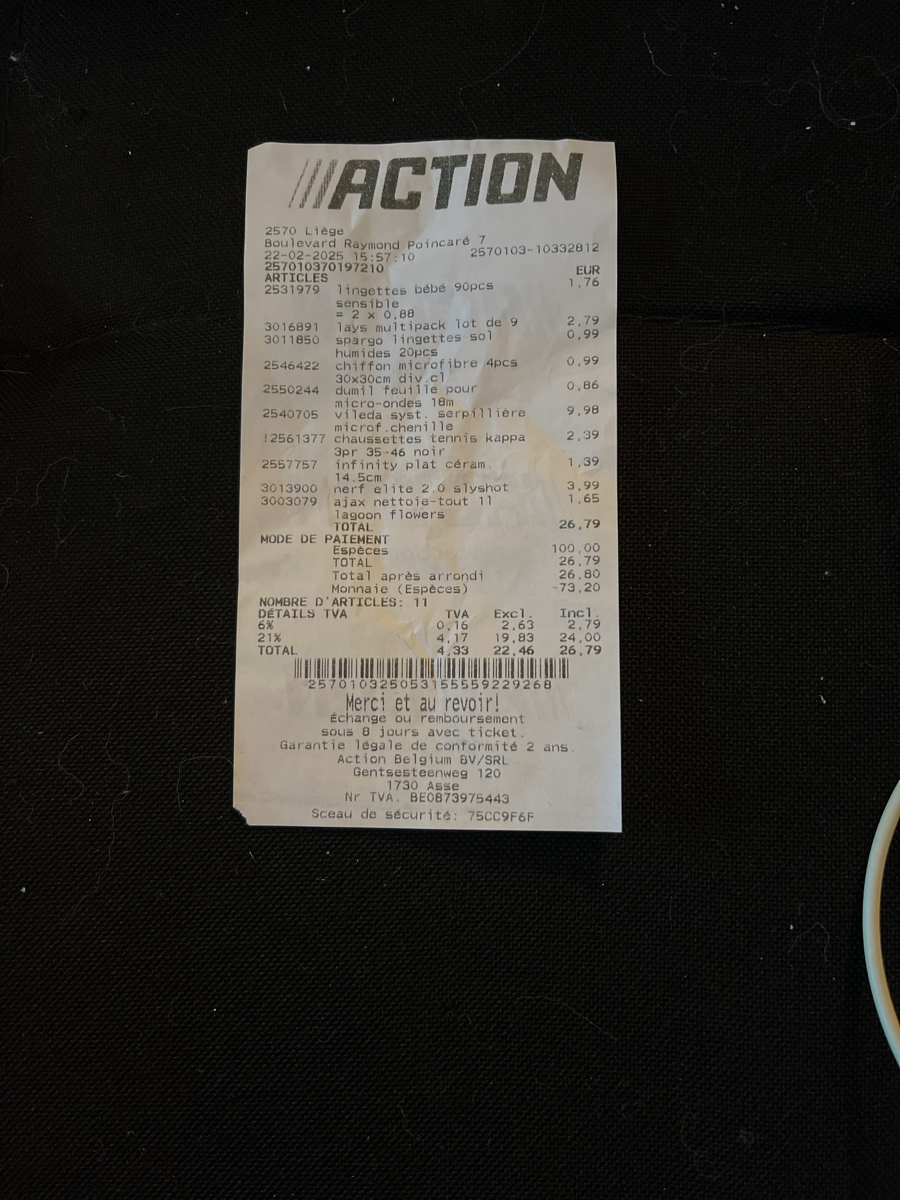 ACTION
2570 Liège
Boulevard Raymond Poincaré 7
22-02-2025 15:57:10 2570103-10332812
257010370197210 EUR
ARTICLES
2531979 lingettes bébé 90pcs 1,76
sensible
= 2 x 0,88
3016891 lays multipack lot de 9 2,79
3011850 spargo lingettes sol 0,99
humides 20pcs
2546422 chiffon microfibre 4pcs 0,99
30x30cm div.cl
2550244 dumil feuille pour 0,86
micro-ondes 18m
2540705 vileda syst. serpillière 9,98
microf.chenille
!2561377 chaussettes tennis kappa 2,39
3pr 35-46 noir
2557757 infinity plat céram. 1,39
14.5cm
3013900 nerf elite 2.0 slyshot 3,99
3003079 ajax nettoie-tout 1l 1,65
lagoon flowers
TOTAL 26,79
MODE DE PAIEMENT
Espèces 100,00
TOTAL 26,79
Total après arrondi 26,80
Monnaie (Espèces) -73,20
NOMBRE D'ARTICLES: 11
DÉTAILS TVA TVA Excl. Incl.
6% 0,16 2,63 2,79
21% 4,17 19,83 24,00
TOTAL 4,33 22,46 26,79
2570103250531555559229268
Merci et au revoir!
Échange ou remboursement
sous 8 jours avec ticket.
Garantie légale de conformité 2 ans.
Action Belgium BV/SRL
Gentsesteenweg 120
1730 Asse
Nr TVA. BE0873975443
Sceau de sécurité: 75CC9F6F